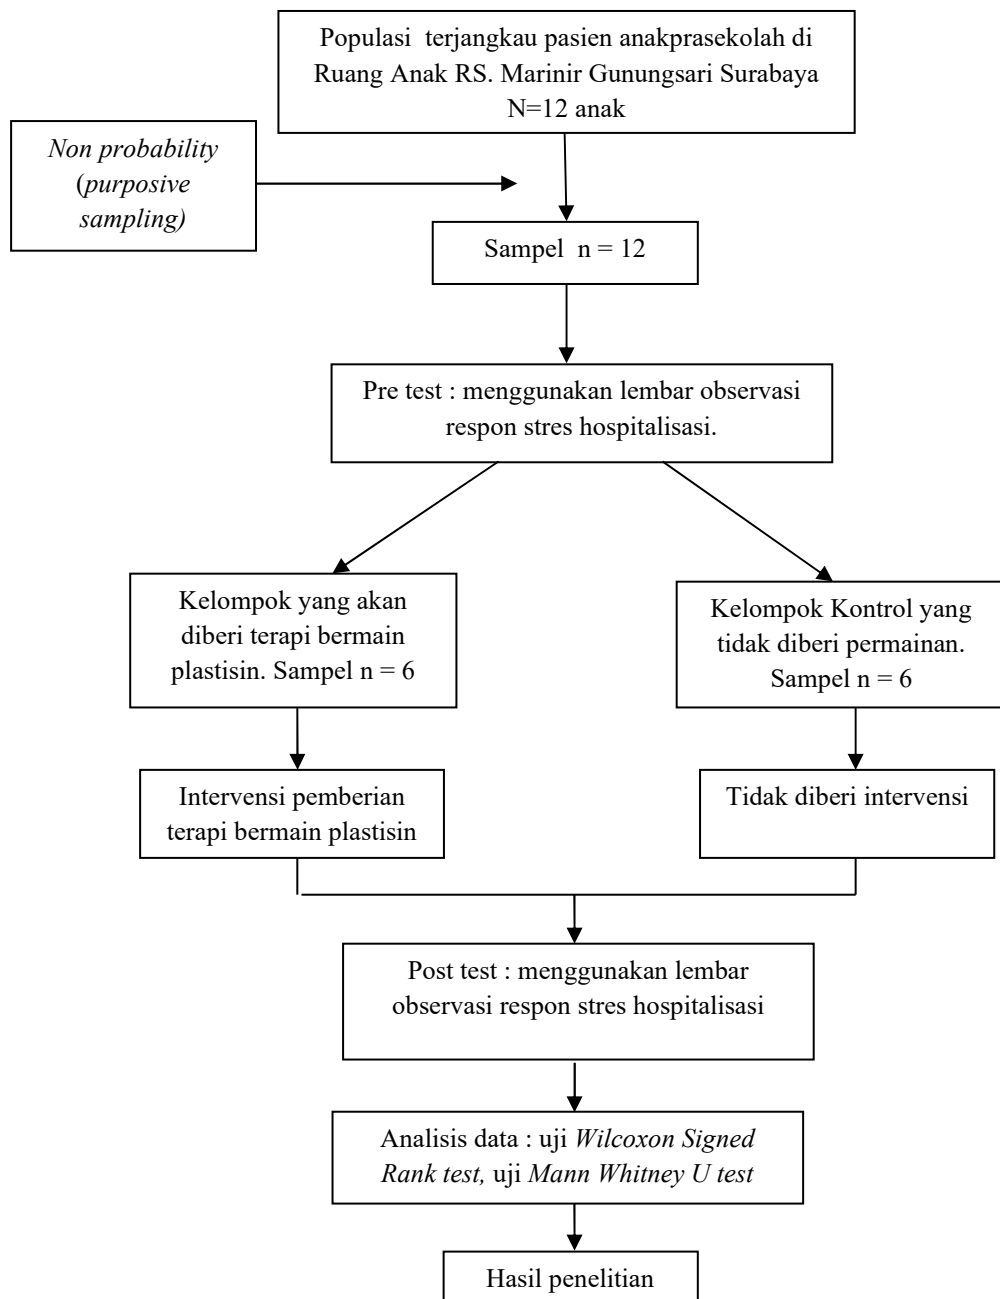 Populasi terjangkau pasien anakprasekolah di
Ruang Anak RS. Marinir Gunungsari Surabaya
N=12 anak
Non probability
(purposive
sampling)
Sampel n = 12
Pre test : menggunakan lembar observasi
respon stres hospitalisasi.
Kelompok yang akan
diberi terapi bermain
plastisin. Sampel n = 6
Kelompok Kontrol yang
tidak diberi permainan.
Sampel n = 6
Intervensi pemberian
terapi bermain plastisin
Tidak diberi intervensi
Post test : menggunakan lembar
observasi respon stres hospitalisasi
Analisis data : uji Wilcoxon Signed
Rank test, uji Mann Whitney U test
Hasil penelitian